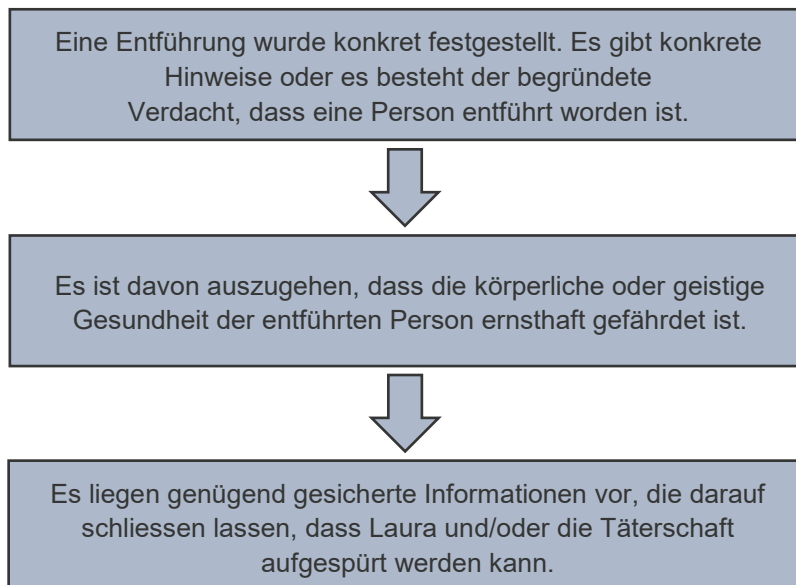 Eine Entführung wurde konkret festgestellt. Es gibt konkrete
Hinweise oder es besteht der begründete
Verdacht, dass eine Person entführt worden ist.
Es ist davon auszugehen, dass die körperliche oder geistige
Gesundheit der entführten Person ernsthaft gefährdet ist.
Es liegen genügend gesicherte Informationen vor, die darauf
schliessen lassen, dass Laura und/oder die Täterschaft
aufgespürt werden kann.